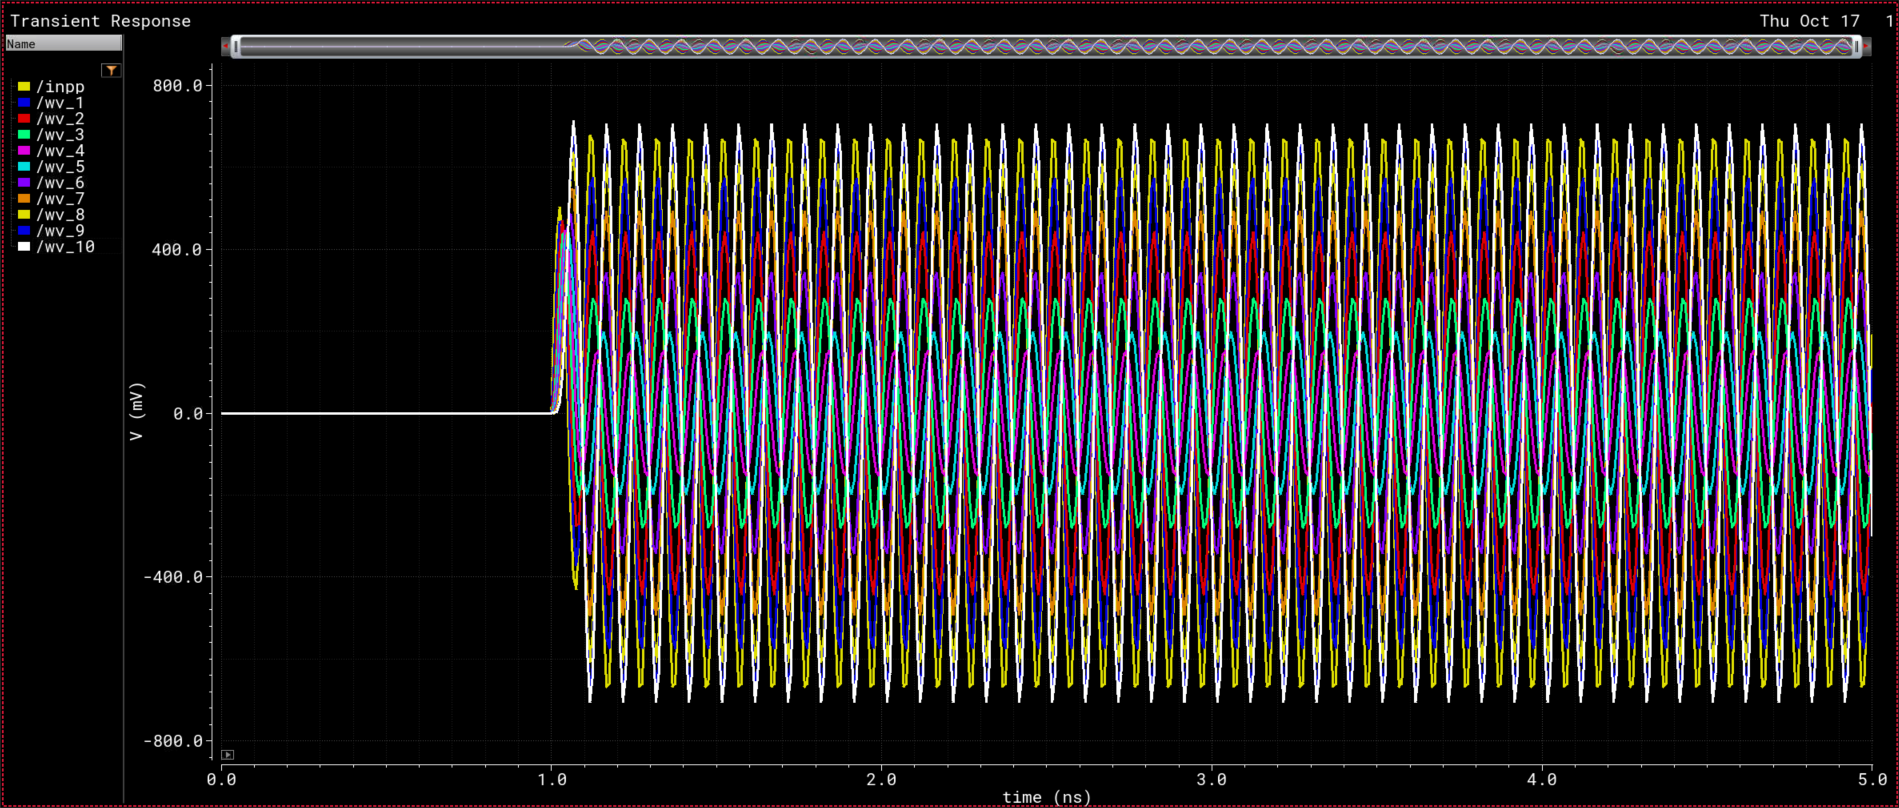 Transient Response
Thu Oct 17 1
Name
/inpp
/wv_1
/wv_2
/wv_3
/wv_4
/wv_5
/wv_6
/wv_7
/wv_8
/wv_9
/wv_10
800.0
400.0
0.0
-400.0
-800.0
V (mV)
0.0 1.0 2.0 3.0 4.0 5.0
time (ns)